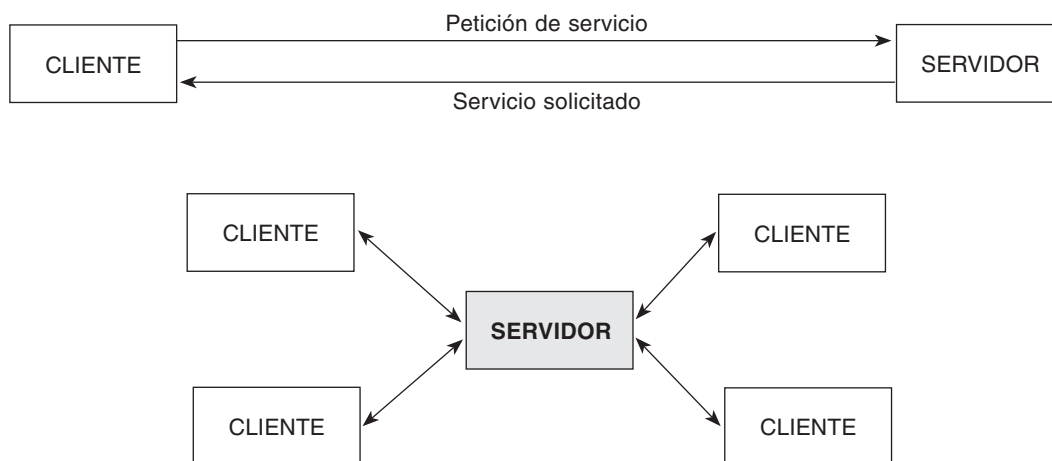 Petición de servicio
CLIENTE
SERVIDOR
Servicio solicitado
CLIENTE
CLIENTE
SERVIDOR
CLIENTE
CLIENTE